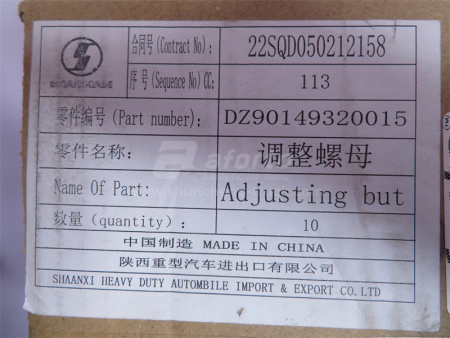 合同号(Contract No): 22SQD050212158
SHACMAN 序号(Sequence No)CC: 113
零件编号(Part number): DZ90149320015
零件名称: 调整螺母
Name Of Part: Adjusting but
数量(quantity): 10
中国制造 MADE IN CHINA
陕西重型汽车进出口有限公司
SHAANXI HEAVY DUTY AUTOMBILE IMPORT & EXPORT CO.,LTD